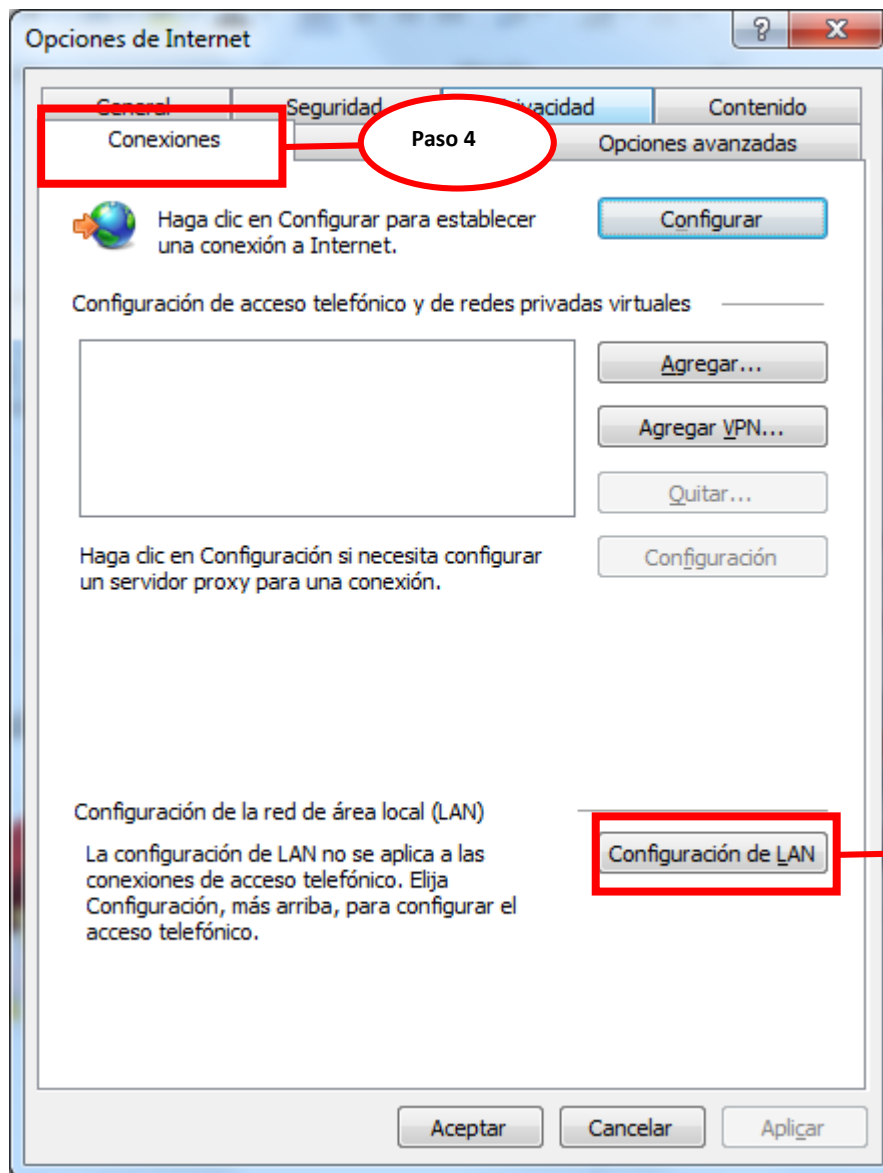 Opciones de Internet
General
Seguridad
Privacidad
Contenido
Conexiones
Paso 4
Opciones avanzadas
Haga clic en Configurar para establecer
una conexión a Internet.
Configurar
Configuración de acceso telefónico y de redes privadas virtuales
Agregar...
Agregar VPN...
Quitar...
Haga clic en Configuración si necesita configurar
un servidor proxy para una conexión.
Configuración
Configuración de la red de área local (LAN)
La configuración de LAN no se aplica a las
conexiones de acceso telefónico. Elija
Configuración, más arriba, para configurar el
acceso telefónico.
Configuración de LAN
Aceptar
Cancelar
Aplicar